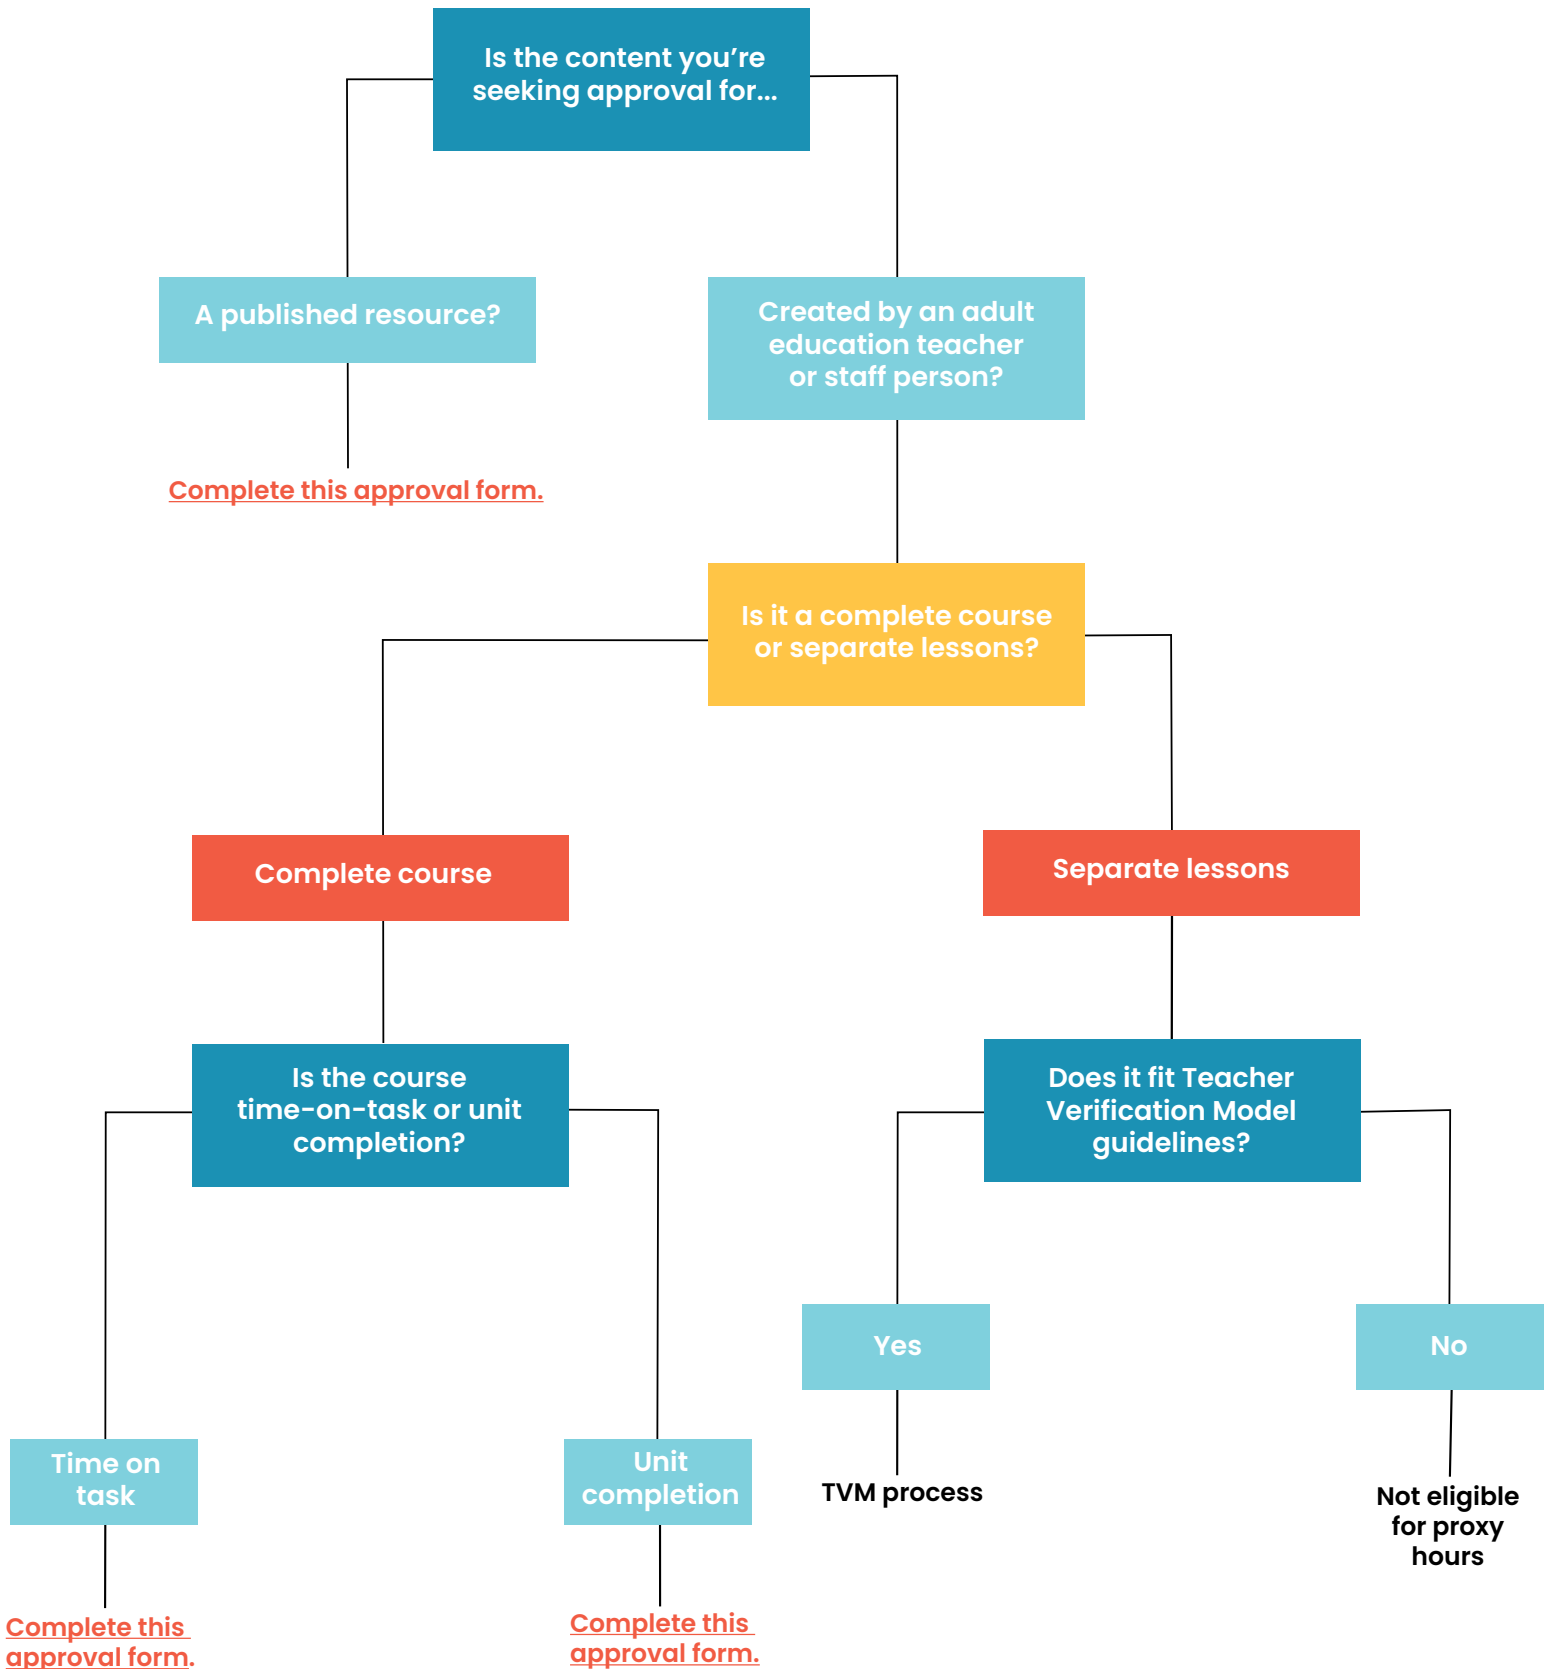 Is the content you’re
seeking approval for...
A published resource?
Created by an adult
education teacher
or staff person?
Complete this approval form.
Is it a complete course
or separate lessons?
Complete course
Separate lessons
Is the course
time-on-task or unit
completion?
Does it fit Teacher
Verification Model
guidelines?
Yes
No
Time on
task
Unit
completion
TVM process
Not eligible
for proxy
hours
Complete this
approval form.
Complete this
approval form.